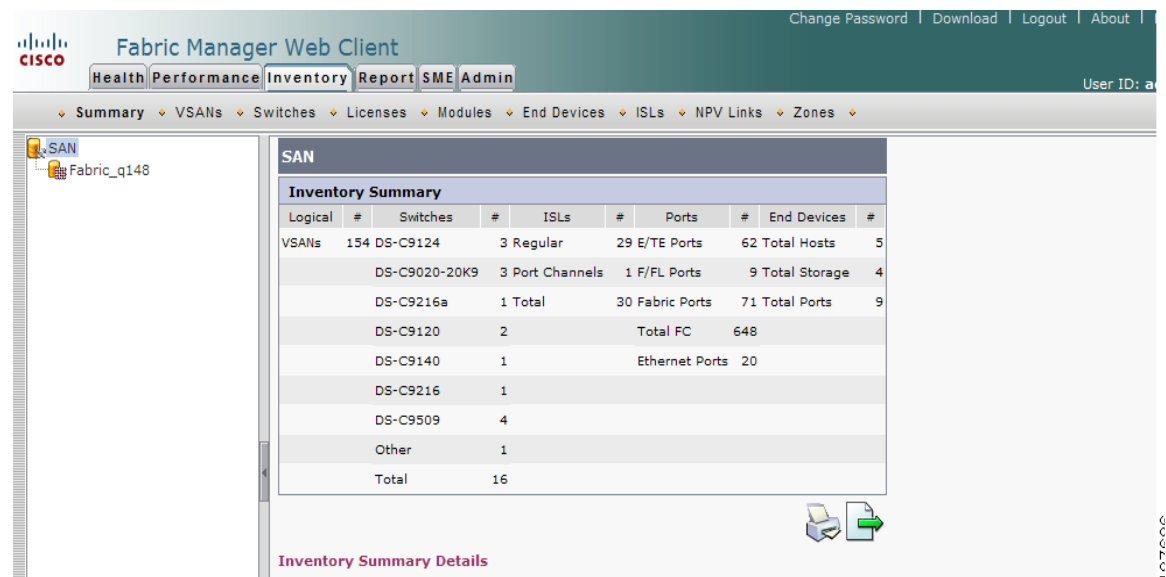 Change Password | Download | Logout | About |
CISCO
Fabric Manager Web Client
Health Performance Inventory Report SME Admin
User ID:
Summary VSANs Switches Licenses Modules End Devices ISLs NPV Links Zones
SAN
Fabric_q148
SAN
Inventory Summary
Logical # Switches # ISLs # Ports # End Devices #
VSANs 154 DS-C9124 3 Regular 29 E/TE Ports 62 Total Hosts 5
DS-C9020-20K9 3 Port Channels 1 F/FL Ports 9 Total Storage 4
DS-C9216a 1 Total 30 Fabric Ports 71 Total Ports 9
DS-C9120 2 Total FC 648
DS-C9140 1 Ethernet Ports 20
DS-C9216 1
DS-C9509 4
Other 1
Total 16
Inventory Summary Details